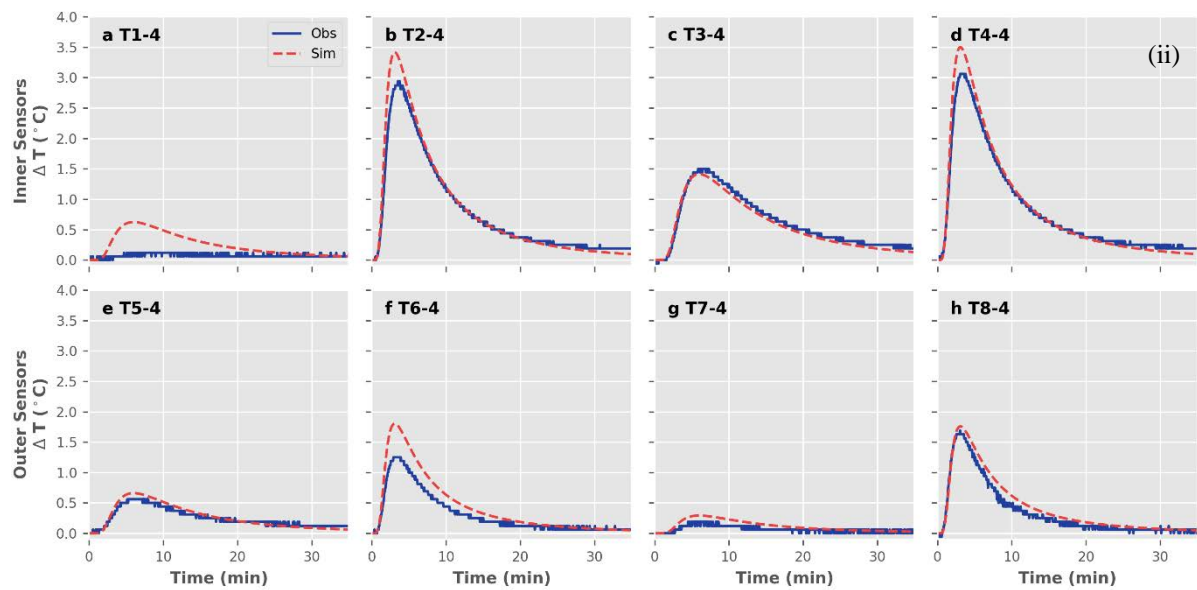 a T1-4
Obs
Sim
b T2-4
c T3-4
d T4-4
(ii)
4.0
3.5
3.0
2.5
2.0
1.5
1.0
0.5
0.0
Inner Sensors
Δ T (°C)
e T5-4
f T6-4
g T7-4
h T8-4
4.0
3.5
3.0
2.5
2.0
1.5
1.0
0.5
0.0
Outer Sensors
Δ T (°C)
0 10 20 30
0 10 20 30
0 10 20 30
0 10 20 30
Time (min)
Time (min)
Time (min)
Time (min)